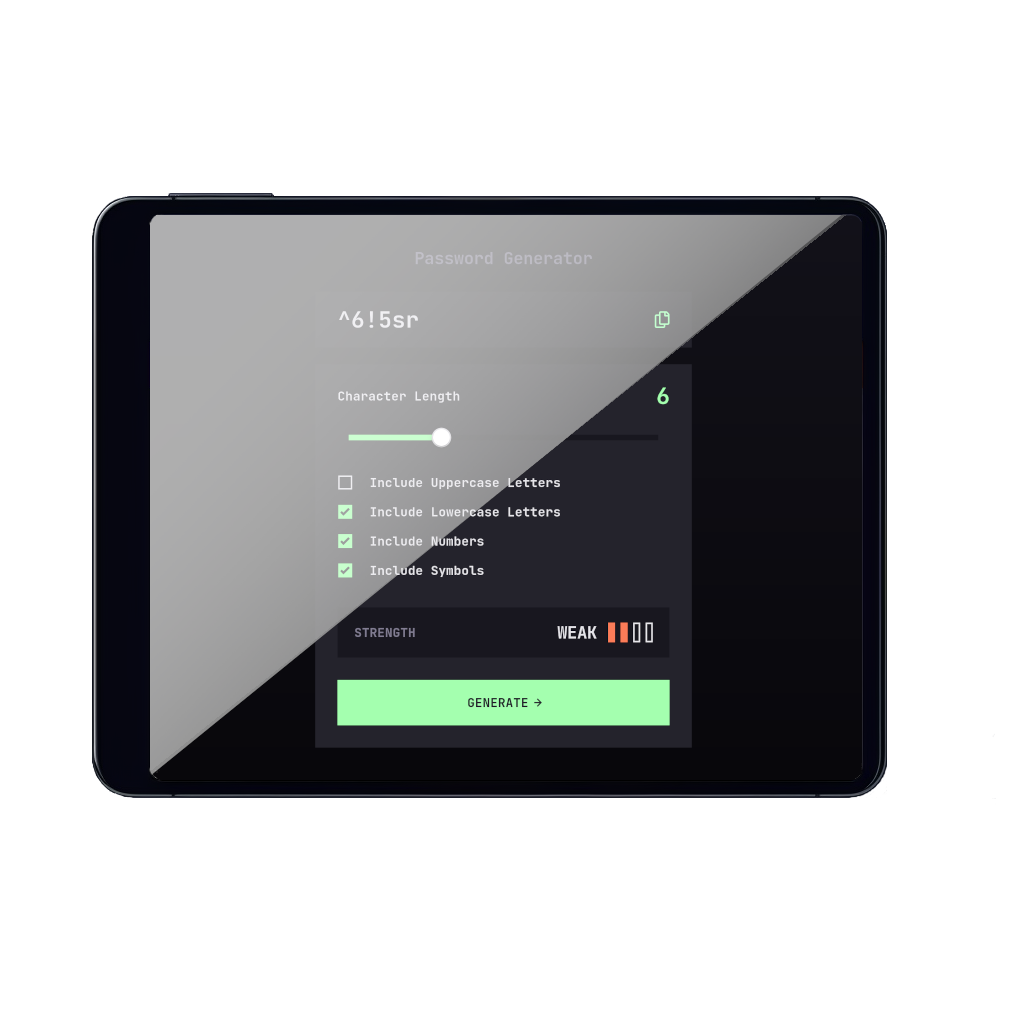 Password Generator
^6!5sr
Character Length 6
Include Uppercase Letters
Include Lowercase Letters
Include Numbers
Include Symbols
STRENGTH WEAK
GENERATE →